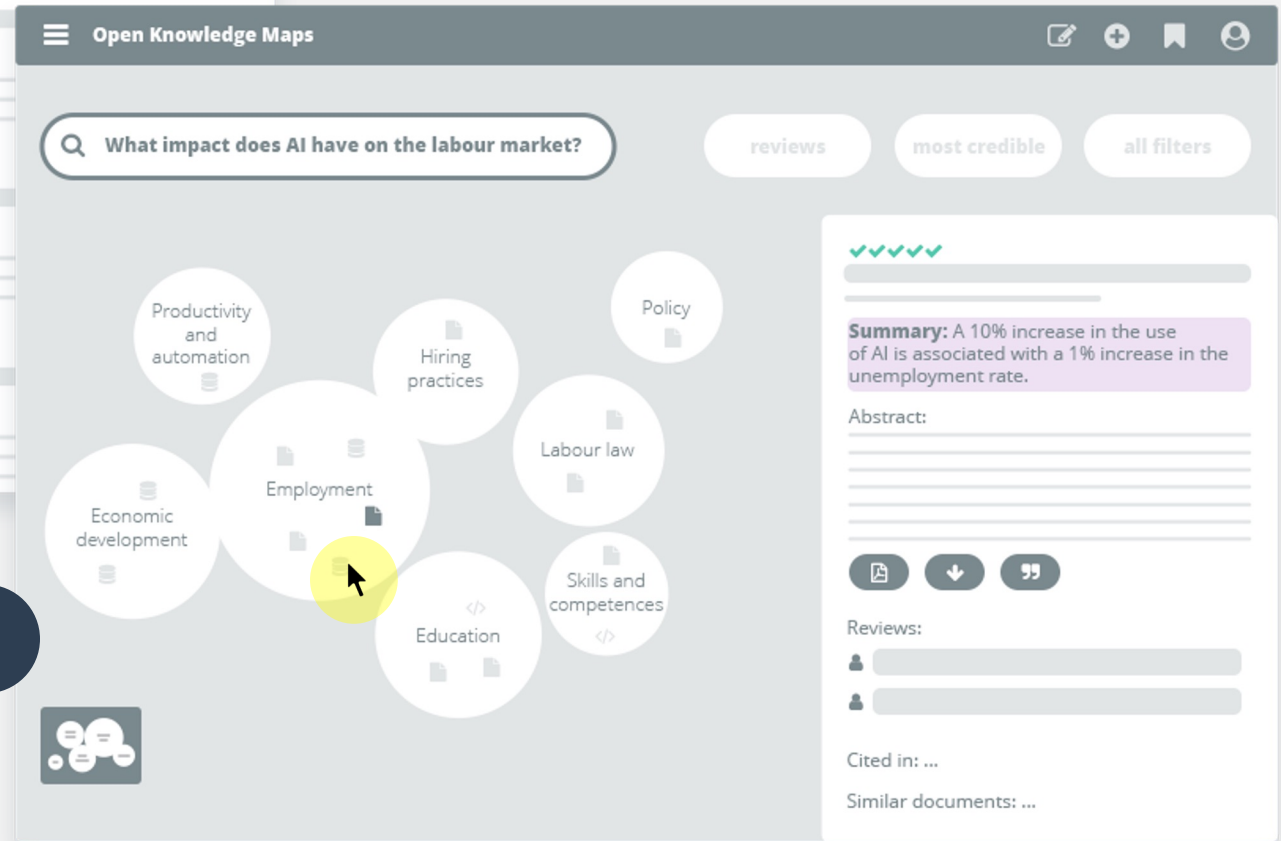 Open Knowledge Maps
What impact does AI have on the labour market?
reviews
most credible
all filters
Productivity
and
automation
Hiring
practices
Policy
Employment
Labour law
Economic
development
Education
Skills and
competences
Summary: A 10% increase in the use
of AI is associated with a 1% increase in the
unemployment rate.
Abstract:
Reviews:
Cited in: ...
Similar documents: ...